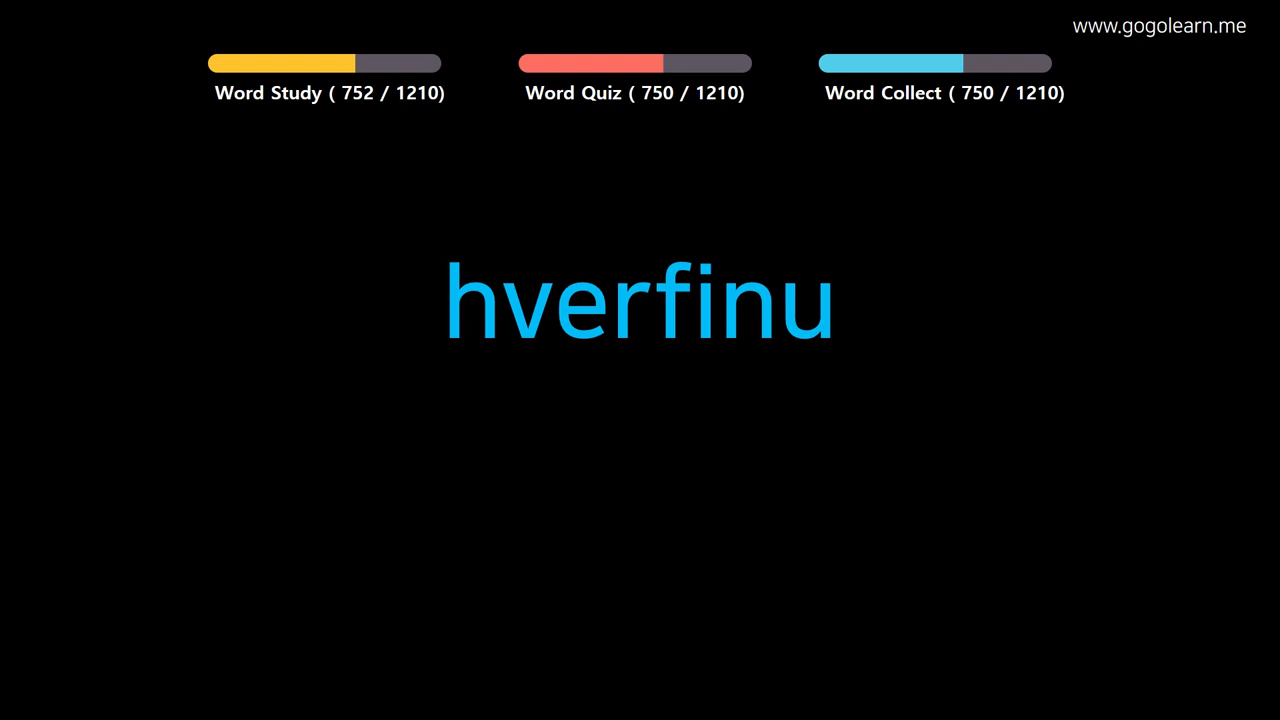 www.gogolearn.me
Word Study ( 752 / 1210)
Word Quiz ( 750 / 1210)
Word Collect ( 750 / 1210)
hverfinu